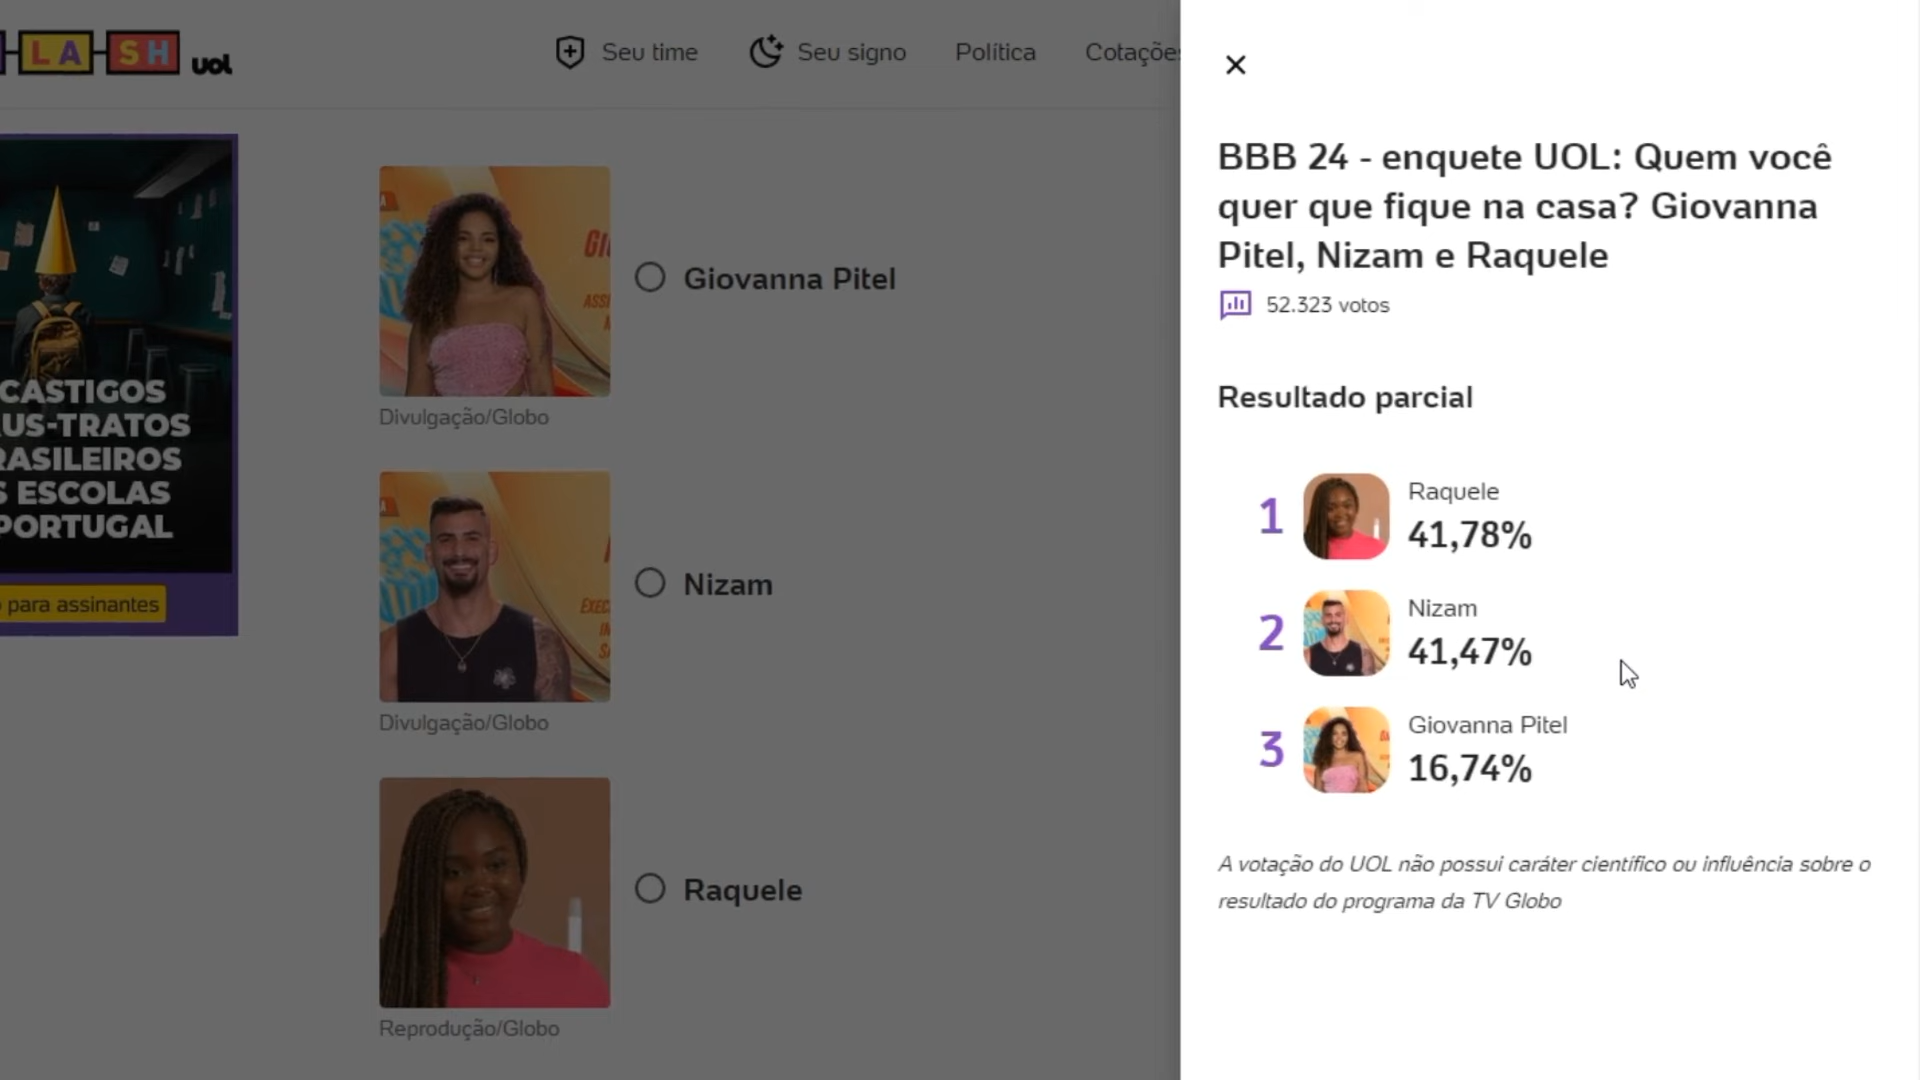 LASH uol
Seu time
Seu signo
Política
Cotações
CASTIGOS
AUS-TRATOS
RASILEIROS
S ESCOLAS
PORTUGAL
para assinantes
Giovanna Pitel
Divulgação/Globo
Nizam
Divulgação/Globo
Raquele
Reprodução/Globo
BBB 24 - enquete UOL: Quem você
quer que fique na casa? Giovanna
Pitel, Nizam e Raquele
52.323 votos
Resultado parcial
1
Raquele
41,78%
2
Nizam
41,47%
3
Giovanna Pitel
16,74%
A votação do UOL não possui caráter científico ou influência sobre o
resultado do programa da TV Globo